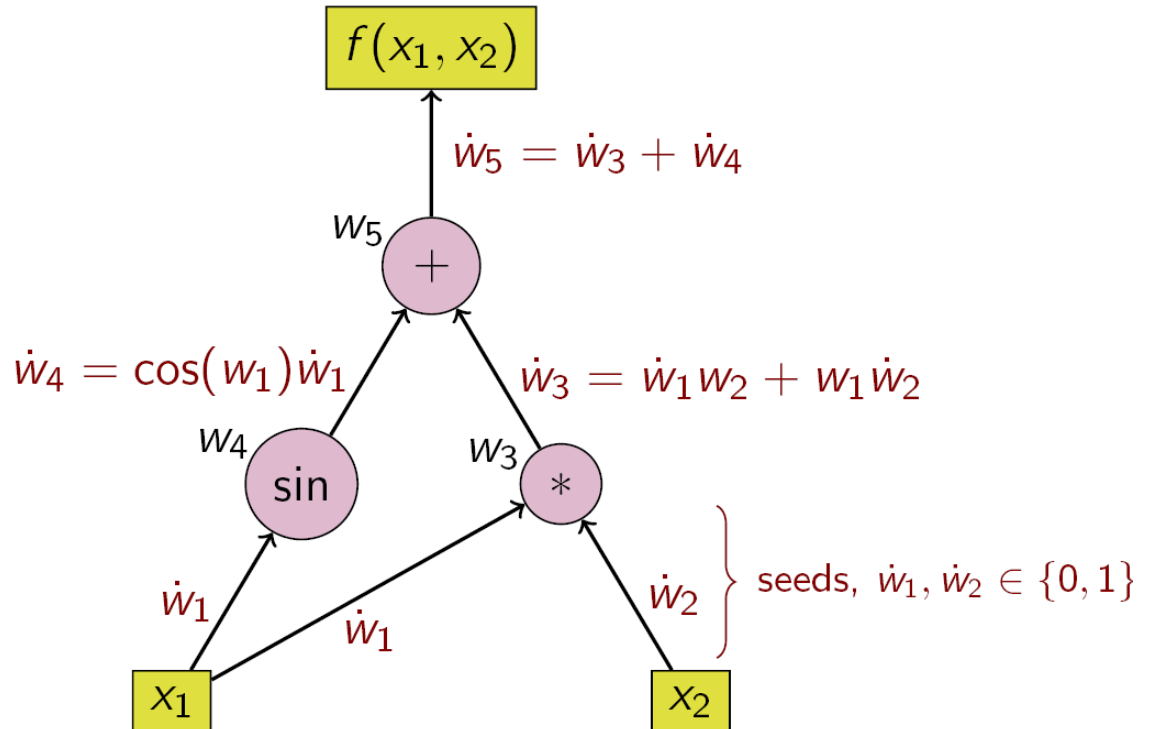 f(x₁, x₂)
ẇ₅ = ẇ₃ + ẇ₄
w₅
+
ẇ₄ = cos(w₁)ẇ₁
ẇ₃ = ẇ₁w₂ + w₁ẇ₂
w₄
sin
w₃
*
ẇ₁
ẇ₁
ẇ₂
seeds, ẇ₁, ẇ₂ ∈ {0, 1}
x₁
x₂